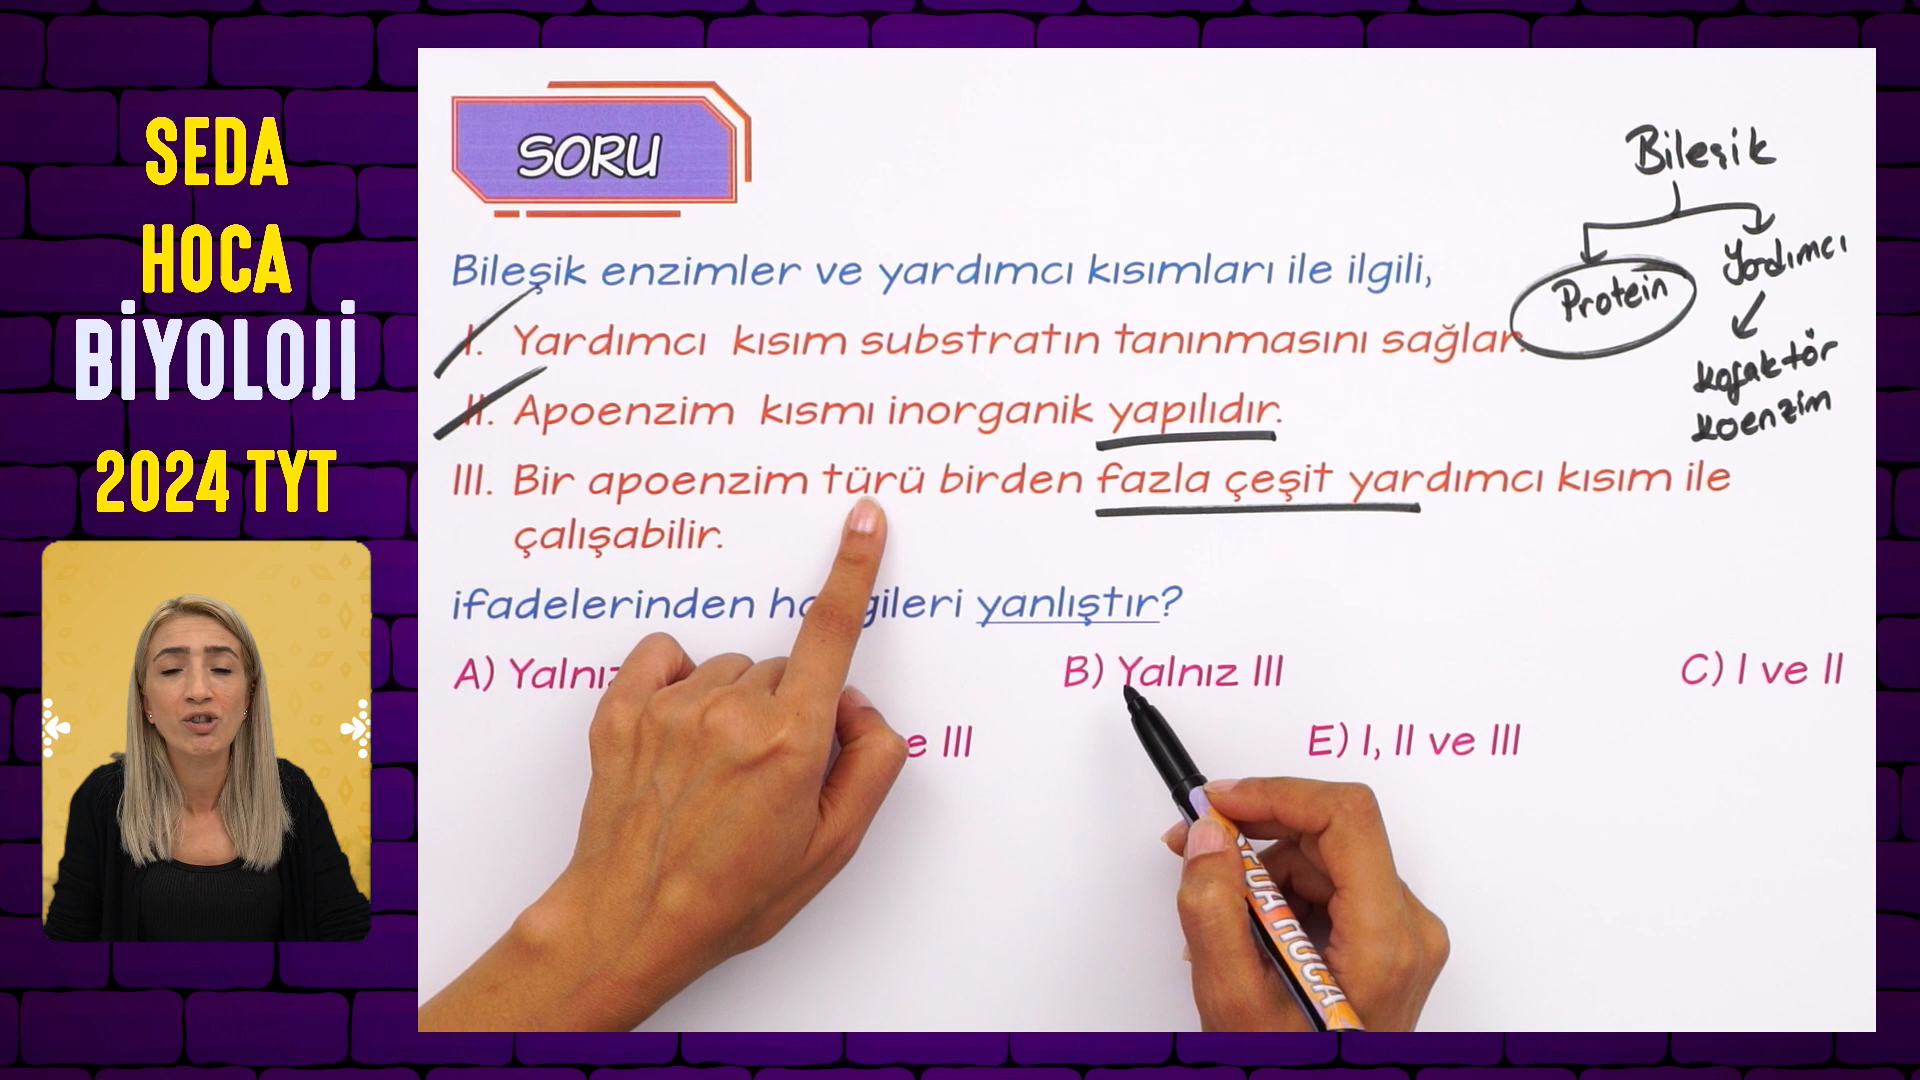 SEDA
HOCA
BİYOLOJİ
2024 TYT
SORU
Bileşik enzimler ve yardımcı kısımları ile ilgili,
I. Yardımcı kısım substratın tanınmasını sağlar.
II. Apoenzim kısmı inorganik yapılıdır.
III. Bir apoenzim türü birden fazla çeşit yardımcı kısım ile
çalışabilir.
ifadelerinden gileri yanlıştır?
A) Yalnız
B) Yalnız III
C) I ve II
e III
E) I, II ve III
Bileşik
Protein
Yardımcı
Kofaktör
Koenzim
HOCA